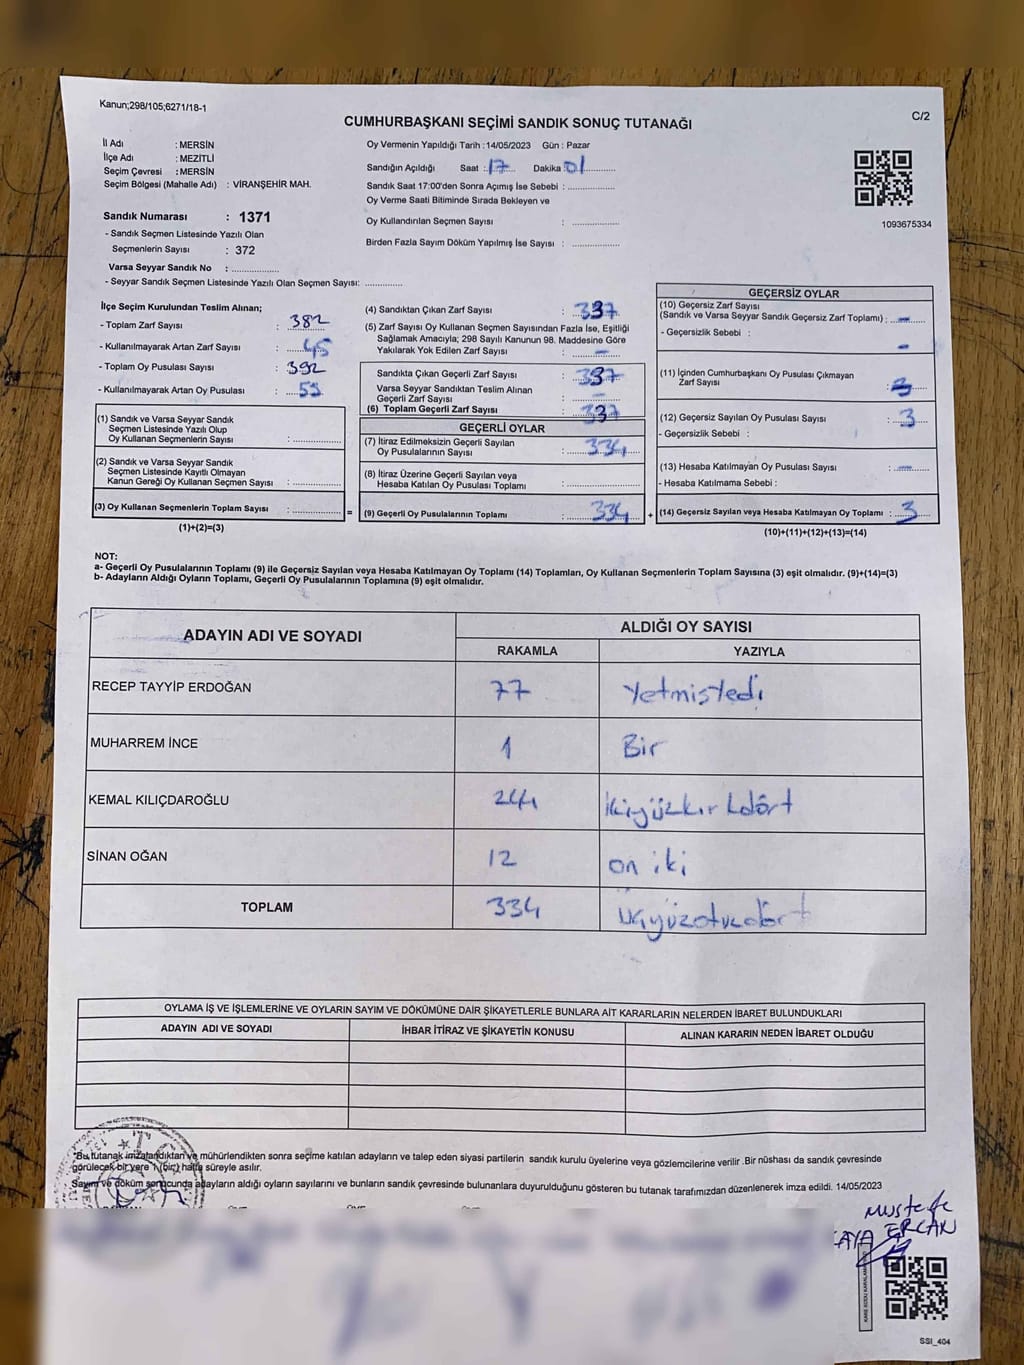 Kanun;298/105;6271/18-1
C/2
CUMHURBAŞKANI SEÇİMİ SANDIK SONUÇ TUTANAĞI
İl Adı : MERSİN
İlçe Adı : MEZİTLİ
Seçim Çevresi : MERSİN
Seçim Bölgesi (Mahalle Adı) : VİRANŞEHİR MAH.
Sandık Numarası : 1371
- Sandık Seçmen Listesinde Yazılı Olan
Seçmenlerin Sayısı : 372
Varsa Seyyar Sandık No : ................
- Seyyar Sandık Seçmen Listesinde Yazılı Olan Seçmen Sayısı: .............
Oy Vermenin Yapıldığı Tarih : 14/05/2023 Gün : Pazar
Sandığın Açıldığı Saat : 17 Dakika 01
Sandık Saat 17:00'den Sonra Açımış İse Sebebi : ................
Oy Verme Saati Bitiminde Sırada Bekleyen ve
Oy Kullandırılan Seçmen Sayısı : ................
Birden Fazla Sayım Döküm Yapılmış İse Sayısı : ................
1093675334
İlçe Seçim Kurulundan Teslim Alınan;
- Toplam Zarf Sayısı : 382
- Kullanılmayarak Artan Zarf Sayısı : 45
- Toplam Oy Pusulası Sayısı : 392
- Kullanılmayarak Artan Oy Pusulası : 55
(1) Sandık ve Varsa Seyyar Sandık
Seçmen Listesinde Yazılı Olup
Oy Kullanan Seçmenlerin Sayısı : ................
(2) Sandık ve Varsa Seyyar Sandık
Seçmen Listesinde Kayıtlı Olmayan
Kanun Gereği Oy Kullanan Seçmen Sayısı : ................
(3) Oy Kullanan Seçmenlerin Toplam Sayısı : ................ =
(1)+(2)=(3)
(4) Sandıktan Çıkan Zarf Sayısı : 337
(5) Zarf Sayısı Oy Kullanan Seçmen Sayısından Fazla İse, Eşitliği
Sağlamak Amacıyla; 298 Sayılı Kanunun 98. Maddesine Göre
Yakılarak Yok Edilen Zarf Sayısı : –
Sandıkta Çıkan Geçerli Zarf Sayısı : 337
Varsa Seyyar Sandıktan Teslim Alınan
Geçerli Zarf Sayısı : –
(6) Toplam Geçerli Zarf Sayısı : 337
GEÇERLİ OYLAR
(7) İtiraz Edilmeksizin Geçerli Sayılan
Oy Pusulalarının Sayısı : 334
(8) İtiraz Üzerine Geçerli Sayılan veya
Hesaba Katılan Oy Pusulası Toplamı : ................
(9) Geçerli Oy Pusulalarının Toplamı : 334 +
GEÇERSİZ OYLAR
(10) Geçersiz Zarf Sayısı
(Sandık ve Varsa Seyyar Sandık Geçersiz Zarf Toplamı) : –
- Geçersizlik Sebebi : –
(11) İçinden Cumhurbaşkanı Oy Pusulası Çıkmayan
Zarf Sayısı :
(12) Geçersiz Sayılan Oy Pusulası Sayısı : 3
- Geçersizlik Sebebi :
(13) Hesaba Katılmayan Oy Pusulası Sayısı : –
- Hesaba Katılmama Sebebi :
(14) Geçersiz Sayılan veya Hesaba Katılmayan Oy Toplamı : 3
(10)+(11)+(12)+(13)=(14)
NOT:
a- Geçerli Oy Pusulalarının Toplamı (9) ile Geçersiz Sayılan veya Hesaba Katılmayan Oy Toplamı (14) Toplamları, Oy Kullanan Seçmenlerin Toplam Sayısına (3) eşit olmalıdır. (9)+(14)=(3)
b- Adayların Aldığı Oyların Toplamı, Geçerli Oy Pusulalarının Toplamına (9) eşit olmalıdır.
ADAYIN ADI VE SOYADI
ALDIĞI OY SAYISI
RAKAMLA YAZIYLA
RECEP TAYYİP ERDOĞAN 77 Yetmişyedi
MUHARREM İNCE 1 Bir
KEMAL KILIÇDAROĞLU 244 ikiyüzkırkdört
SİNAN OĞAN 12 on iki
TOPLAM 334 üçyüzotuzdört
OYLAMA İŞ VE İŞLEMLERİNE VE OYLARIN SAYIM VE DÖKÜMÜNE DAİR ŞİKAYETLERLE BUNLARA AİT KARARLARIN NELERDEN İBARET BULUNDUKLARI
ADAYIN ADI VE SOYADI İHBAR İTİRAZ VE ŞİKAYETİN KONUSU ALINAN KARARIN NEDEN İBARET OLDUĞU
*Bu tutanak imzalandıktan ve mühürlendikten sonra seçime katılan adayların ve talep eden siyasi partilerin sandık kurulu üyelerine veya gözlemcilerine verilir .Bir nüshası da sandık çevresinde
görülecek bir yere 1 (bir) hafta süreyle asılır.
Sayım ve döküm sonucunda adayların aldığı oyların sayılarını ve bunların sandık çevresinde bulunanlara duyurulduğunu gösteren bu tutanak tarafımızdan düzenlenerek imza edildi. 14/05/2023
Mustafa
ERCAN
SSI_404